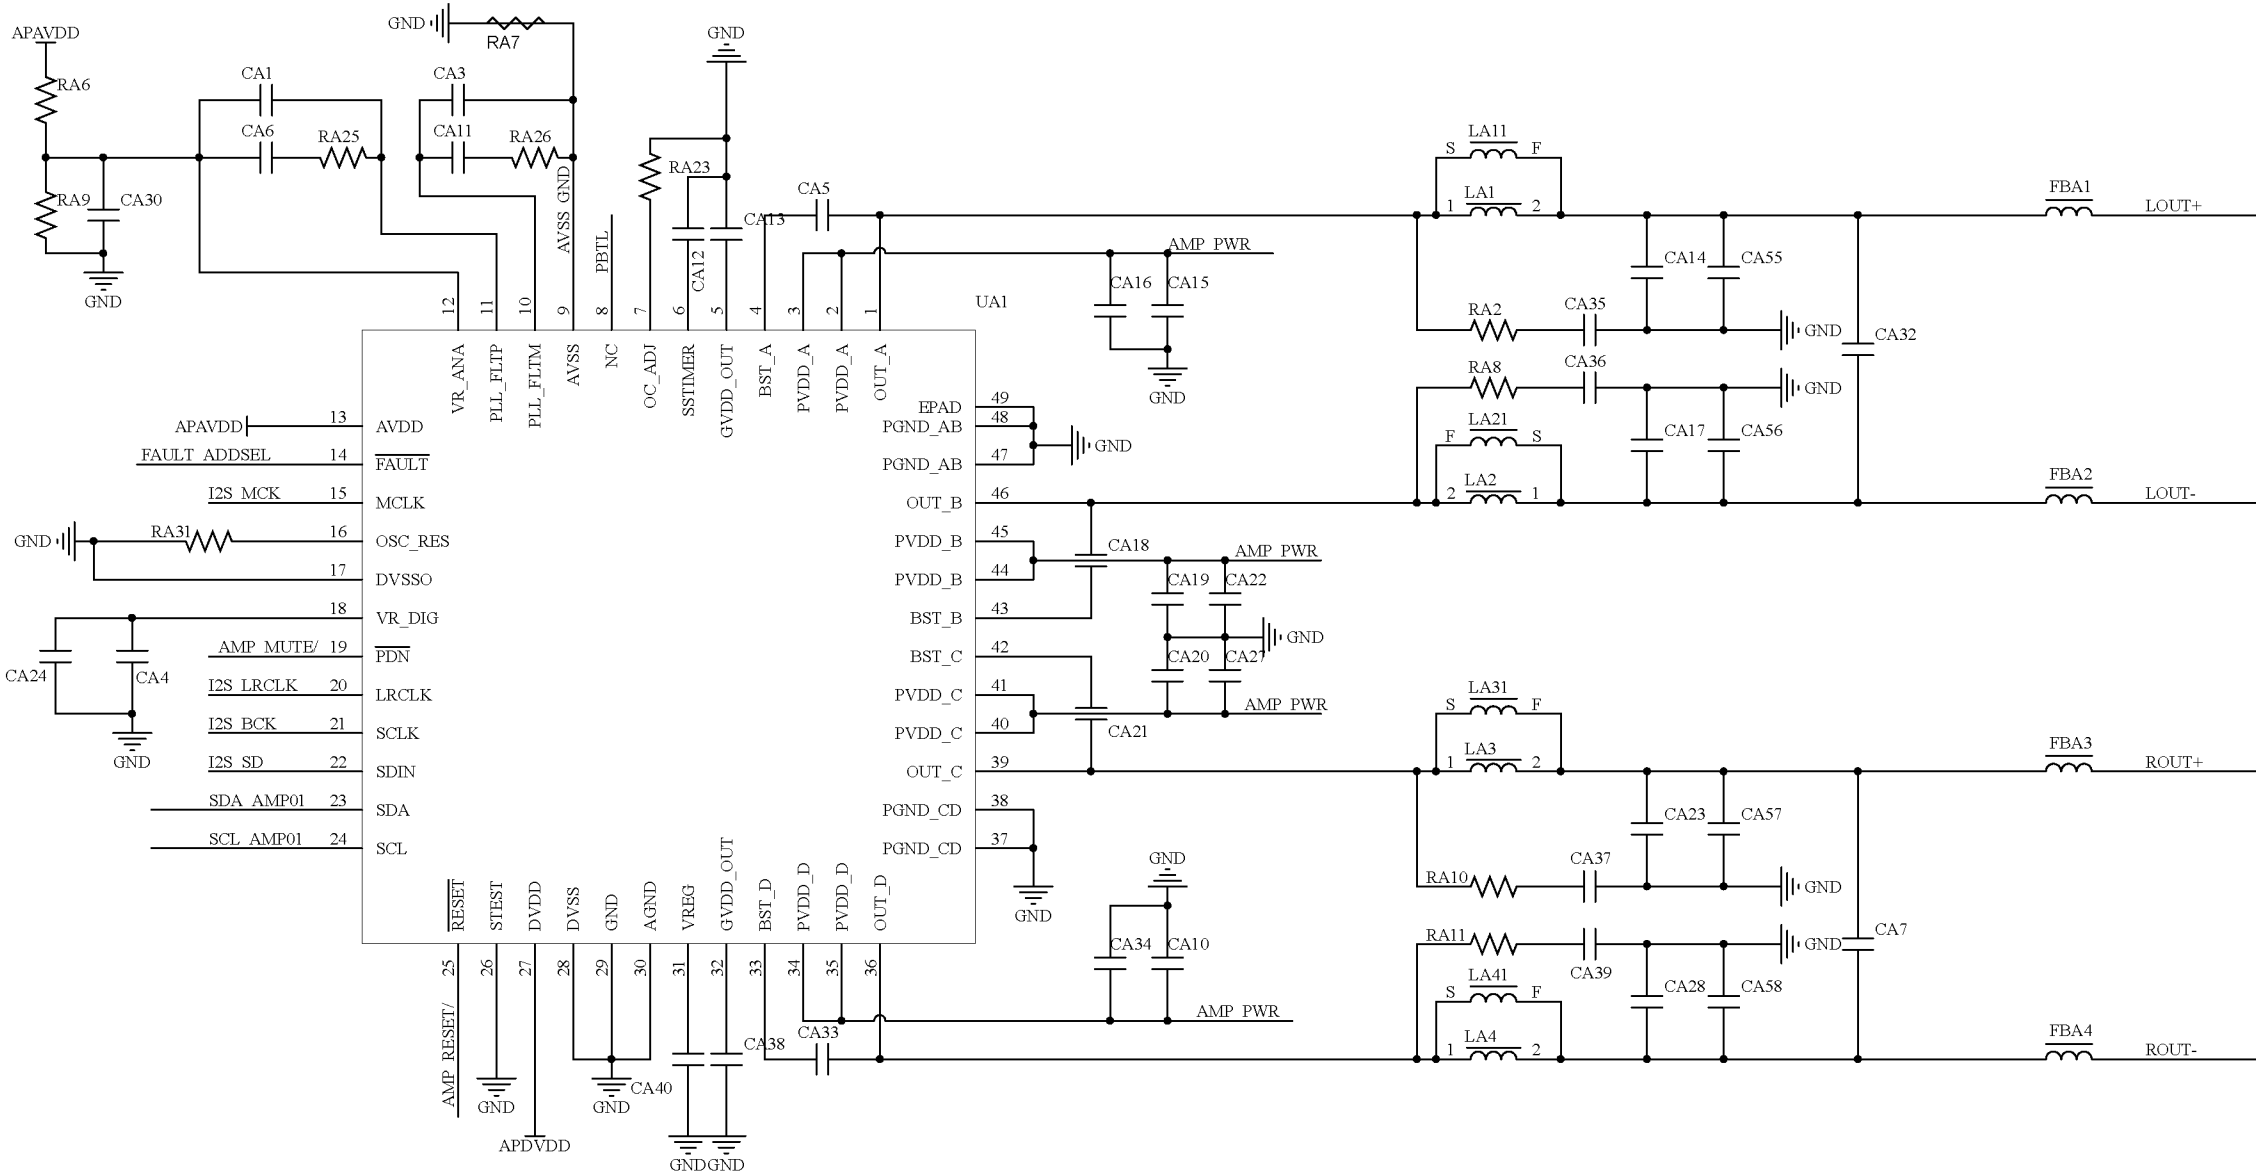 APAVDD
RA6
RA9
CA30
GND
CA1
CA6
RA25
GND
RA7
CA3
CA11
RA26
AVSS_GND
PBTL
GND
RA23
CA12
CA13
CA5
AMP_PWR
CA16
CA15
GND
UA1
12
11
10
9
8
7
6
5
4
3
2
1
VR_ANA
PLL_FLTP
PLL_FLTM
AVSS
NC
OC_ADJ
SSTIMER
GVDD_OUT
BST_A
PVDD_A
PVDD_A
OUT_A
APAVDD 13 AVDD
FAULT_ADDSEL 14 FAULT
I2S_MCK 15 MCLK
GND RA31 16 OSC_RES
17 DVSSO
18 VR_DIG
AMP_MUTE/ 19 PDN
CA24
CA4
GND
I2S_LRCLK 20 LRCLK
I2S_BCK 21 SCLK
I2S_SD 22 SDIN
SDA_AMP01 23 SDA
SCL_AMP01 24 SCL
EPAD 49
PGND_AB 48
GND
PGND_AB 47
OUT_B 46
PVDD_B 45
PVDD_B 44
BST_B 43
BST_C 42
PVDD_C 41
PVDD_C 40
OUT_C 39
PGND_CD 38
PGND_CD 37
GND
CA18
AMP_PWR
CA19
CA22
GND
CA20
CA27
AMP_PWR
CA21
RESET
STEST
DVDD
DVSS
GND
AGND
VREG
GVDD_OUT
BST_D
PVDD_D
PVDD_D
OUT_D
25
26
27
28
29
30
31
32
33
34
35
36
AMP_RESET/
GND
APDVDD
GND
CA40
CA38
GND
GND
CA33
GND
CA34
CA10
AMP_PWR
LA11
S F
LA1
1 2
FBA1
LOUT+
CA14
CA55
RA2
CA35
GND
CA32
RA8
CA36
GND
LA21
F S
CA17
CA56
LA2
2 1
FBA2
LOUT-
LA31
S F
LA3
1 2
FBA3
ROUT+
CA23
CA57
RA10
CA37
GND
CA7
RA11
CA39
GND
LA41
S F
CA28
CA58
LA4
1 2
FBA4
ROUT-